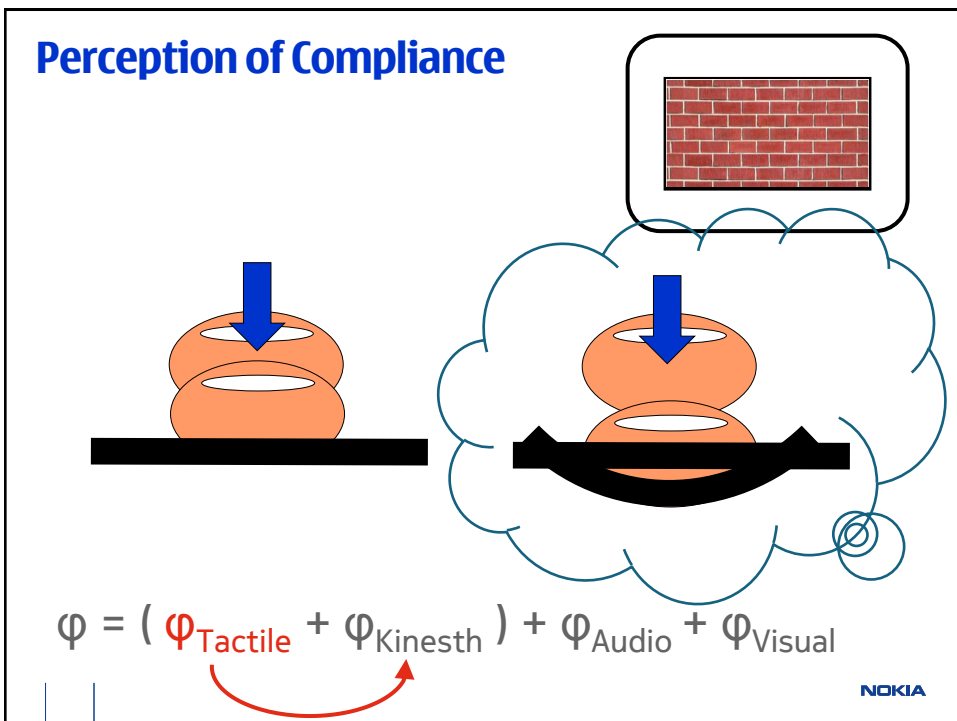 Perception of Compliance
φ = ( φTactile + φKinesth ) + φAudio + φVisual
NOKIA